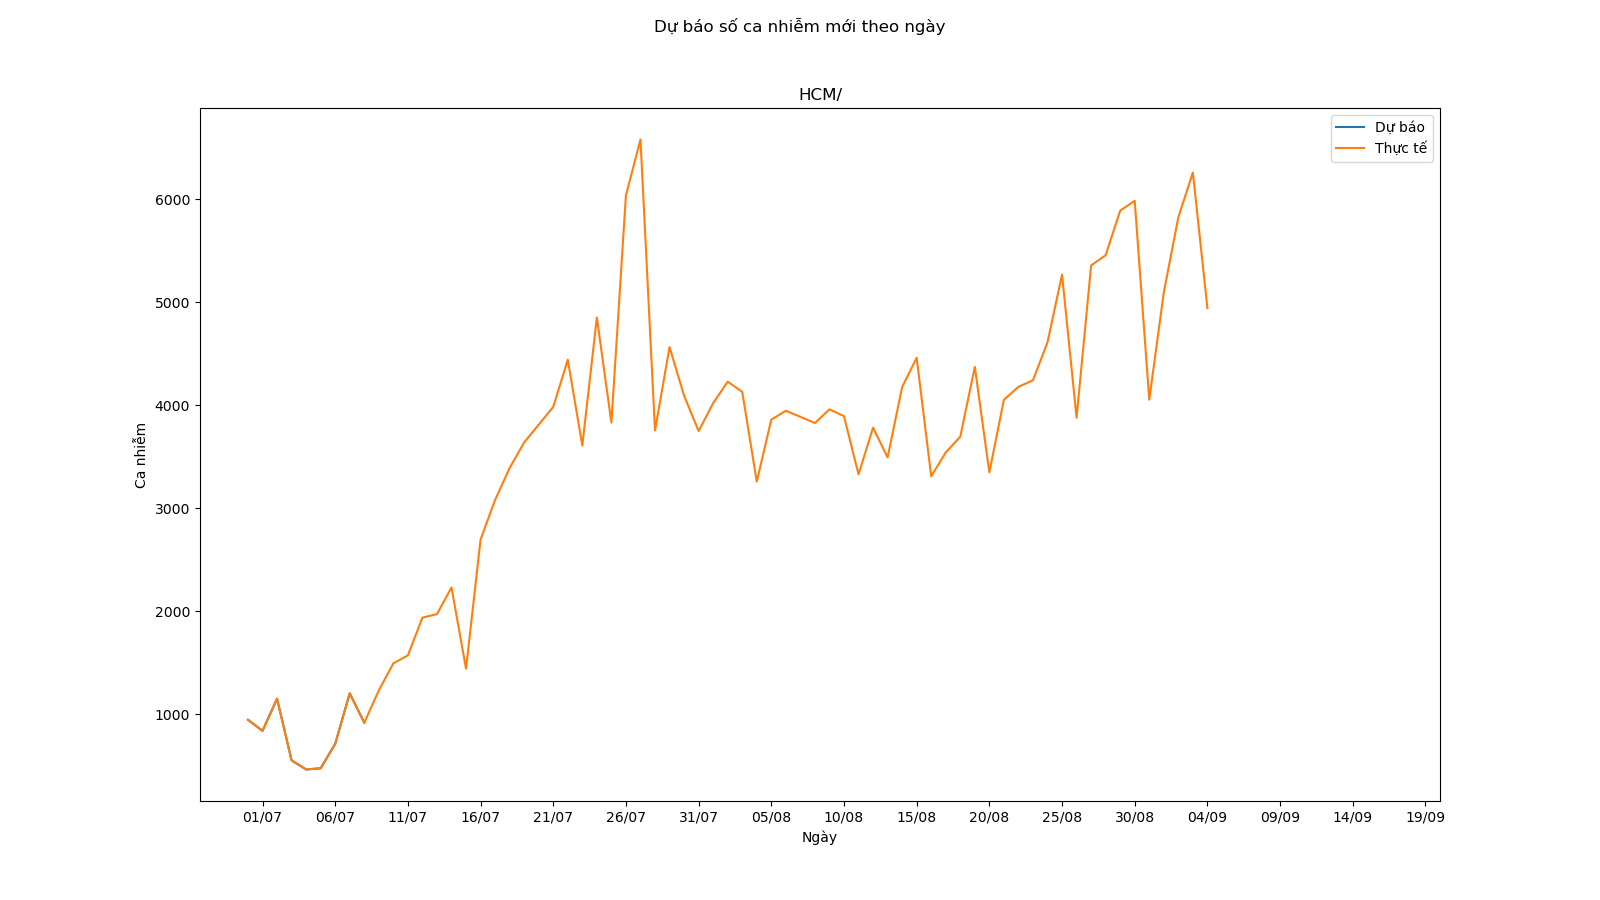 Dự báo số ca nhiễm mới theo ngày
HCM/
Dự báo
Thực tế
6000
5000
4000
3000
2000
1000
Ca nhiễm
01/07 06/07 11/07 16/07 21/07 26/07 31/07 05/08 10/08 15/08 20/08 25/08 30/08 04/09 09/09 14/09 19/09
Ngày